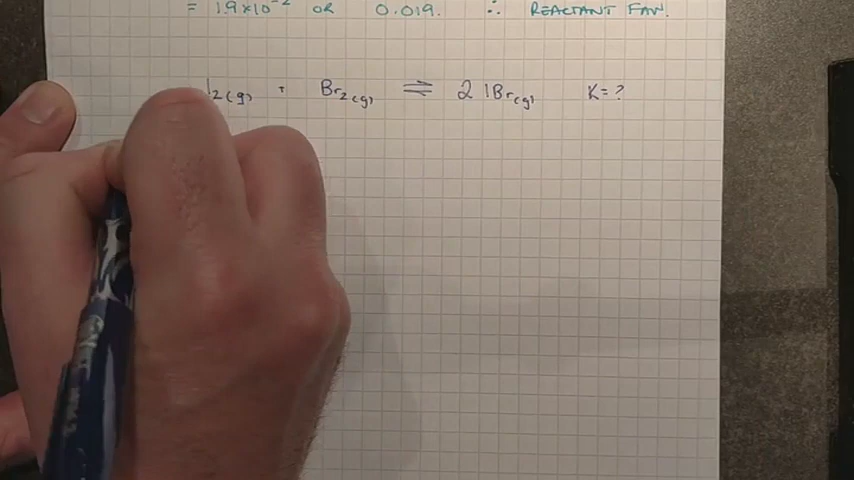 = 1.9×10⁻² OR 0.019. ∴ REACTANT FAV.
I₂(g) + Br₂(g) ⇌ 2 IBr(g) K=?